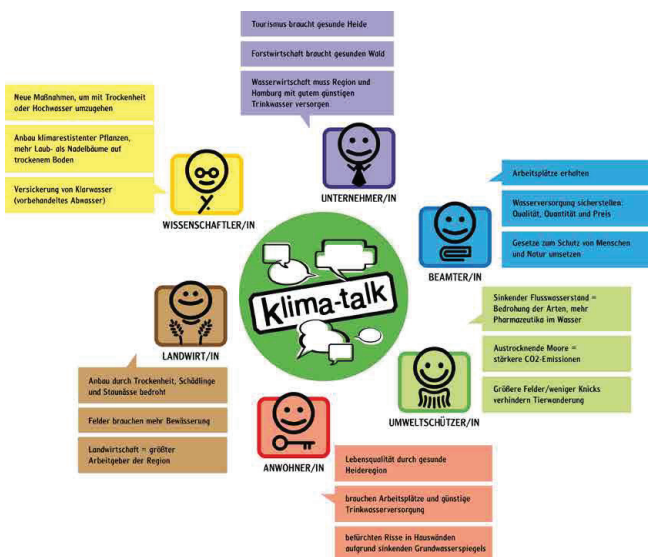 Tourismus braucht gesunde Heide
Forstwirtschaft braucht gesunden Wald
Wasserwirtschaft muss Region und
Hamburg mit gutem günstigen
Trinkwasser versorgen
UNTERNEHMER/IN
Neue Maßnahmen, um mit Trockenheit
oder Hochwasser umzugehen
Anbau klimarestistenter Pflanzen,
mehr Laub- als Nadelbäume auf
trockenem Boden
Versickerung von Klarwasser
(vorbehandeltes Abwasser)
WISSENSCHAFTLER/IN
Arbeitsplätze erhalten
Wasserversorgung sicherstellen:
Qualität, Quantität und Preis
Gesetze zum Schutz von Menschen
und Natur umsetzen
BEAMTER/IN
klima-talk
LANDWIRT/IN
Anbau durch Trockenheit, Schädlinge
und Staunässe bedroht
Felder brauchen mehr Bewässerung
Landwirtschaft = größter
Arbeitgeber der Region
Sinkender Flusswasserstand =
Bedrohung der Arten, mehr
Pharmazeutika im Wasser
Austrocknende Moore =
stärkere CO2-Emissionen
Größere Felder/weniger Knicks
verhindern Tierwanderung
UMWELTSCHÜTZER/IN
ANWOHNER/IN
Lebensqualität durch gesunde
Heideregion
brauchen Arbeitsplätze und günstige
Trinkwasserversorgung
befürchten Risse in Hauswänden
aufgrund sinkenden Grundwasserspiegels